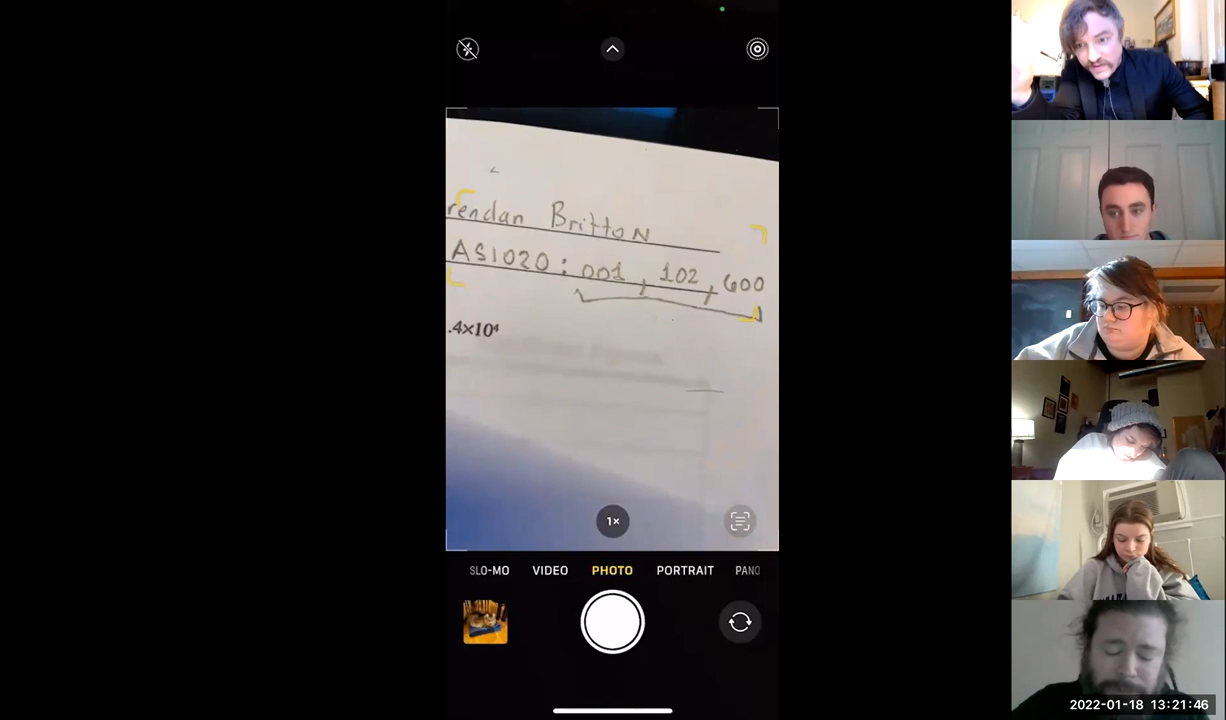 rendan Britton
ASIO20 : 001, 102, 600
.4×10⁴
1×
SLO-MO VIDEO PHOTO PORTRAIT PANO
2022-01-18 13:21:46